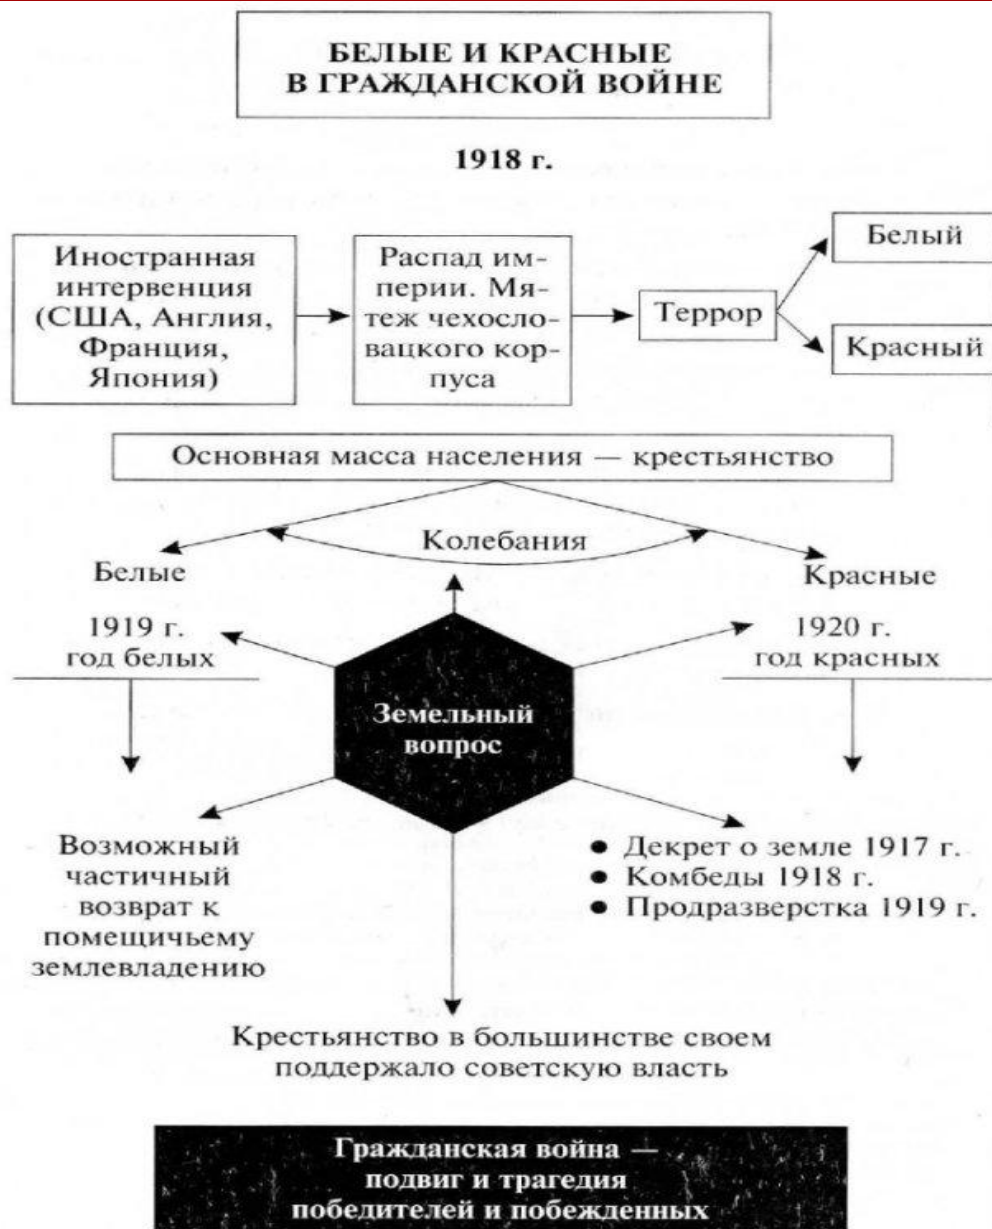 БЕЛЫЕ И КРАСНЫЕ
В ГРАЖДАНСКОЙ ВОЙНЕ
1918 г.
Иностранная
интервенция
(США, Англия,
Франция,
Япония)
Распад им-
перии. Мя-
теж чехосло-
вацкого кор-
пуса
Террор
Белый
Красный
Основная масса населения — крестьянство
Колебания
Белые
Красные
1919 г.
год белых
1920 г.
год красных
Земельный
вопрос
Возможный
частичный
возврат к
помещичьему
землевладению
● Декрет о земле 1917 г.
● Комбеды 1918 г.
● Продразверстка 1919 г.
Крестьянство в большинстве своем
поддержало советскую власть
Гражданская война —
подвиг и трагедия
победителей и побежденных